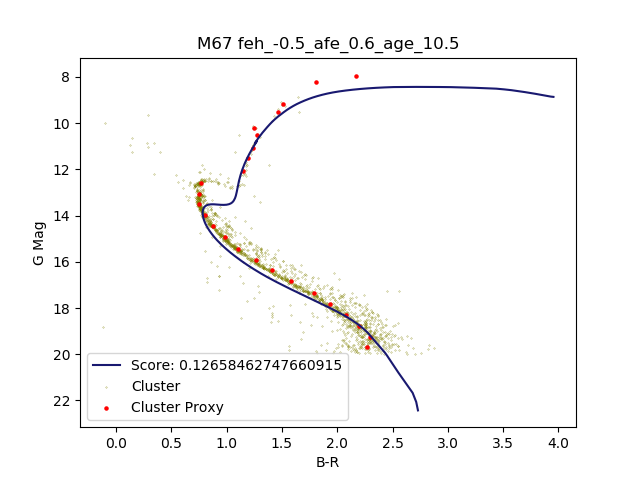 M67 feh_-0.5_afe_0.6_age_10.5
8
10
12
14
16
18
20
22
G Mag
Score: 0.12658462747660915
Cluster
Cluster Proxy
0.0 0.5 1.0 1.5 2.0 2.5 3.0 3.5 4.0
B-R